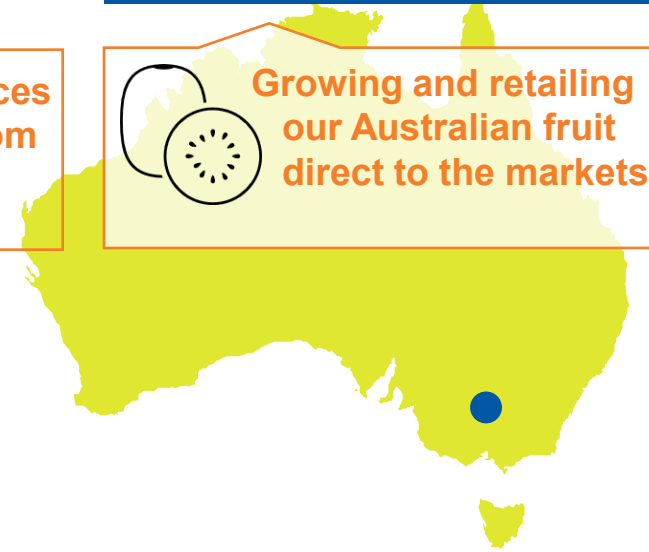 Growing and retailing
our Australian fruit
direct to the markets